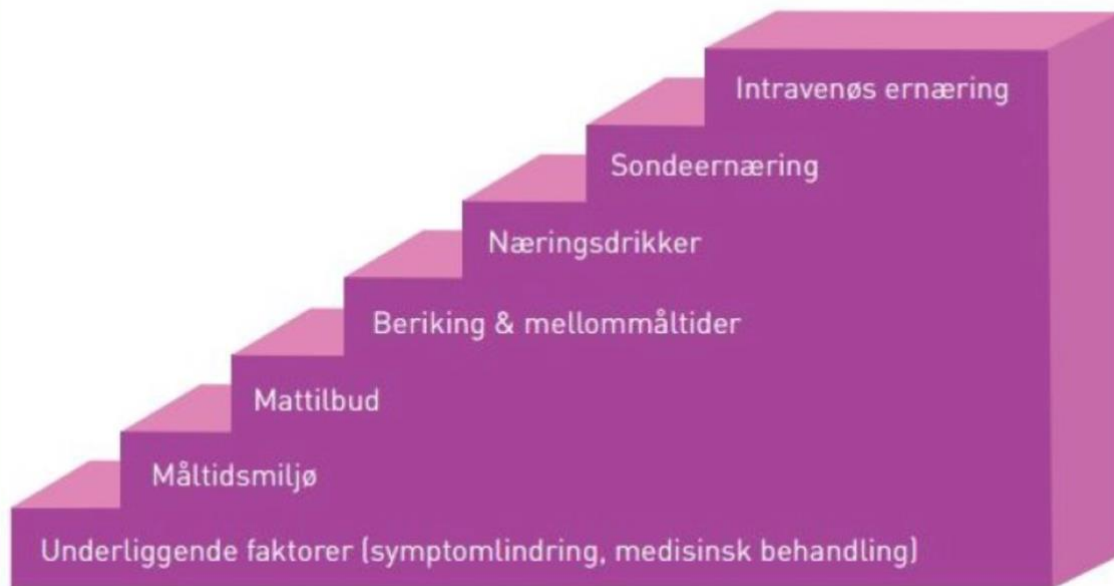 Intravenøs ernæring
Sondeernæring
Næringsdrikker
Beriking & mellommåltider
Mattilbud
Måltidsmiljø
Underliggende faktorer (symptomlindring, medisinsk behandling)